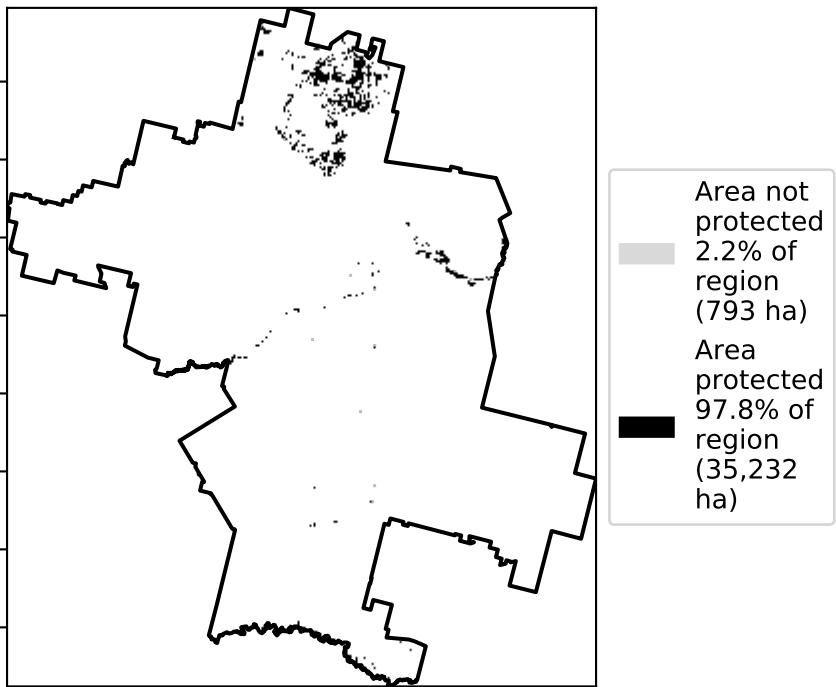 Area not
protected
2.2% of
region
(793 ha)
Area
protected
97.8% of
region
(35,232
ha)